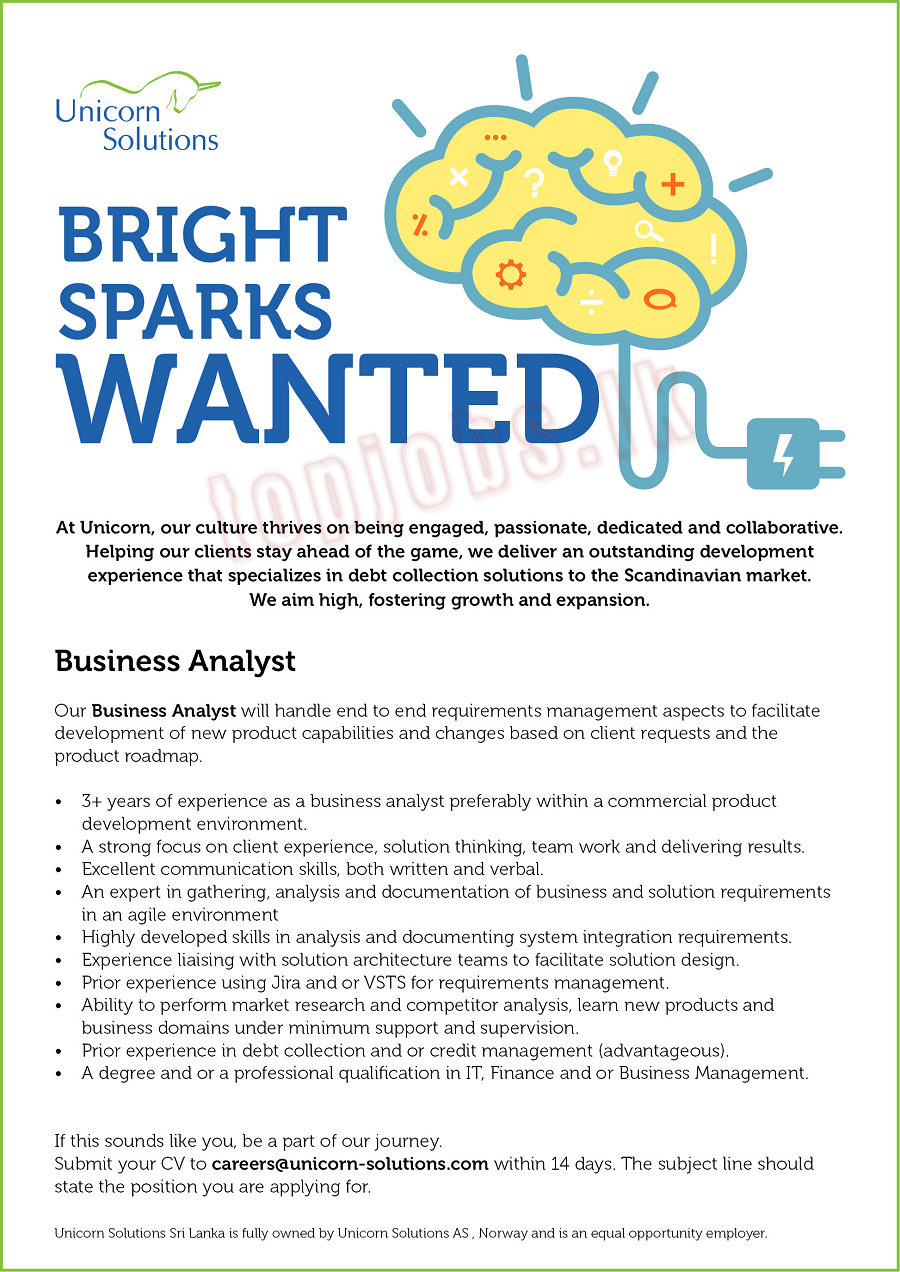 Unicorn
Solutions
BRIGHT
SPARKS
WANTED
topjobs.lk
At Unicorn, our culture thrives on being engaged, passionate, dedicated and collaborative.
Helping our clients stay ahead of the game, we deliver an outstanding development
experience that specializes in debt collection solutions to the Scandinavian market.
We aim high, fostering growth and expansion.
Business Analyst
Our Business Analyst will handle end to end requirements management aspects to facilitate
development of new product capabilities and changes based on client requests and the
product roadmap.
• 3+ years of experience as a business analyst preferably within a commercial product
development environment.
• A strong focus on client experience, solution thinking, team work and delivering results.
• Excellent communication skills, both written and verbal.
• An expert in gathering, analysis and documentation of business and solution requirements
in an agile environment
• Highly developed skills in analysis and documenting system integration requirements.
• Experience liaising with solution architecture teams to facilitate solution design.
• Prior experience using Jira and or VSTS for requirements management.
• Ability to perform market research and competitor analysis, learn new products and
business domains under minimum support and supervision.
• Prior experience in debt collection and or credit management (advantageous).
• A degree and or a professional qualification in IT, Finance and or Business Management.
If this sounds like you, be a part of our journey.
Submit your CV to careers@unicorn-solutions.com within 14 days. The subject line should
state the position you are applying for.
Unicorn Solutions Sri Lanka is fully owned by Unicorn Solutions AS , Norway and is an equal opportunity employer.